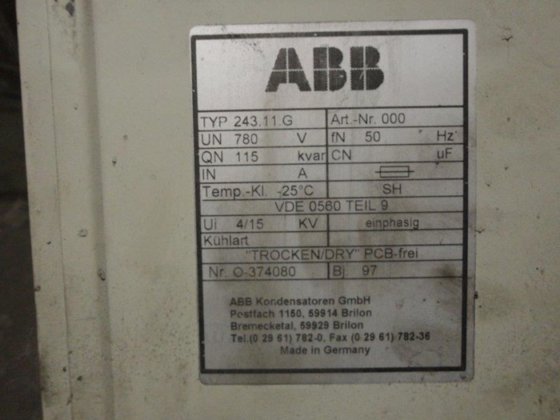 ABB
TYP 243.11.G Art.-Nr. 000
UN 780 V fN 50 Hz
QN 115 kvar CN uF
IN A
Temp.-Kl. -25°C SH
VDE 0560 TEIL 9
Ui 4/15 KV einphasig
Kühlart
"TROCKEN/DRY" PCB-frei
Nr. O-374080 Bj. 97
ABB Kondensatoren GmbH
Postfach 1150, 59914 Brilon
Bremecketal, 59929 Brilon
Tel.(0 29 61) 782-0, Fax (0 29 61) 782-36
Made in Germany